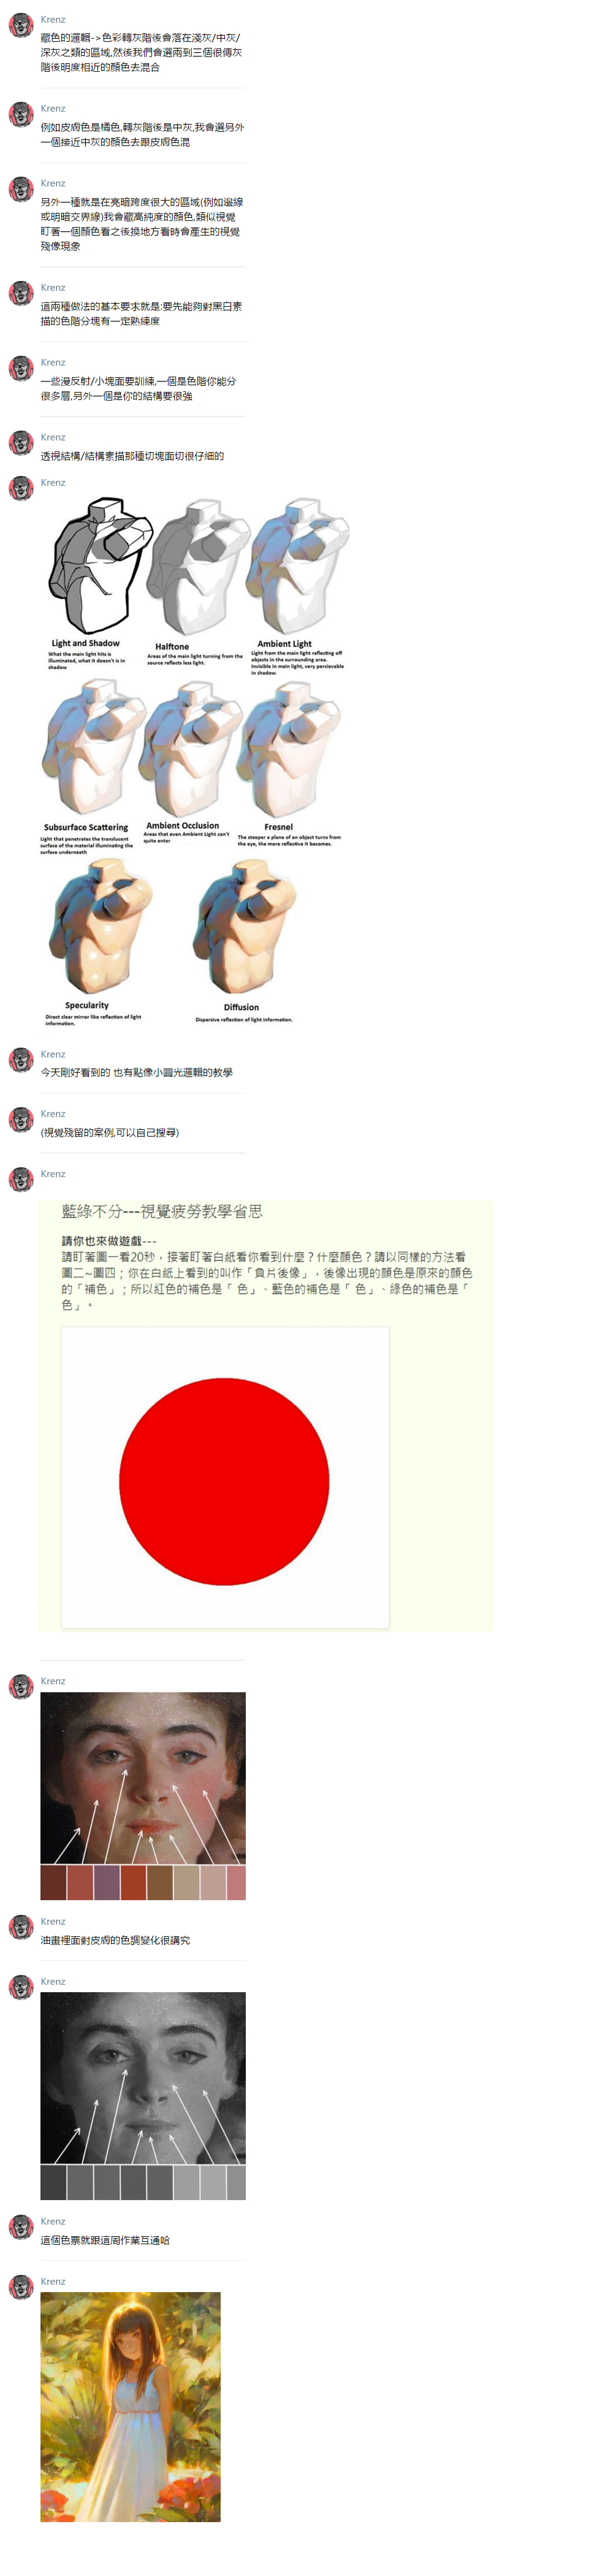 Krenz
藏色的邏輯->色彩轉灰階後會落在淺灰/中灰/
深灰之類的區域,然後我們會選兩到三個很傳灰
階後明度相近的顏色去混合
Krenz
例如皮膚色是橘色,轉灰階後是中灰,我會選另外
一個接近中灰的顏色去跟皮膚色混
Krenz
另外一種就是在亮暗跨度很大的區域(例如邊線
或明暗交界線)我會藏高純度的顏色,類似視覺
盯著一個顏色看之後換地方看時會產生的視覺
殘像現象
Krenz
這兩種做法的基本要求就是:要先能夠對黑白素
描的色階分塊有一定熟練度
Krenz
一些漫反射/小塊面要訓練,一個是色階你能分
很多層,另外一個是你的結構要很強
Krenz
透視結構/結構素描那種切塊面切很仔細的
Krenz
Light and Shadow
What the main light hits is
illuminated, what it doesn't is in
shadow
Halftone
Areas of the main light turning from the
source reflects less light.
Ambient Light
Light from the main light reflecting off
objects in the surrounding area.
Invisible in main light, very persievable
in shadow.
Subsurface Scattering
Light that penetrates the translucent
surface of the material illuminating the
surface underneath
Ambient Occlusion
Areas that even Ambient Light can't
quite enter
Fresnel
The steeper a plane of an object turns from
the eye, the more reflective it becomes.
Specularity
Direct clear mirror like reflection of light
information.
Diffusion
Dispersive reflection of light information.
Krenz
今天剛好看到的 也有點像小圓光邏輯的教學
Krenz
(視覺殘留的案例,可以自己搜尋)
Krenz
藍綠不分---視覺疲勞教學省思
請你也來做遊戲---
請盯著圖一看20秒，接著盯著白紙看你看到什麼？什麼顏色？請以同樣的方法看
圖二~圖四；你在白紙上看到的叫作「負片後像」，後像出現的顏色是原來的顏色
的「補色」；所以紅色的補色是「 色」、藍色的補色是「 色」、綠色的補色是「
色」。
Krenz
Krenz
油畫裡面對皮膚的色調變化很講究
Krenz
Krenz
這個色票就跟這周作業互通哈
Krenz